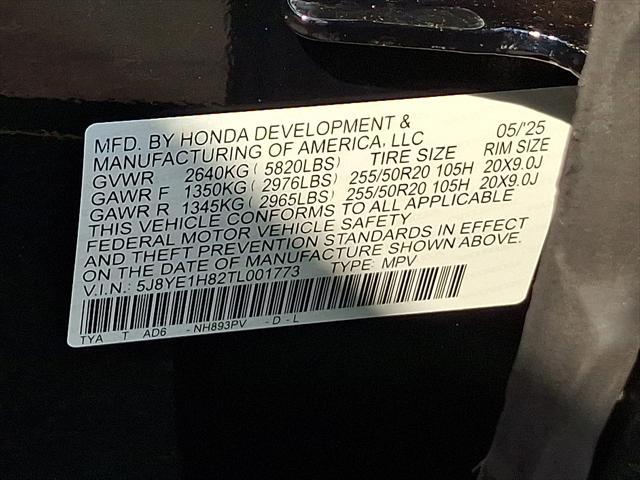 MFD. BY HONDA DEVELOPMENT & 05/'25
MANUFACTURING OF AMERICA, LLC
GVWR 2640KG ( 5820LBS) TIRE SIZE RIM SIZE
GAWR F 1350KG ( 2976LBS) 255/50R20 105H 20X9.0J
GAWR R 1345KG ( 2965LBS) 255/50R20 105H 20X9.0J
THIS VEHICLE CONFORMS TO ALL APPLICABLE
FEDERAL MOTOR VEHICLE SAFETY
AND THEFT PREVENTION STANDARDS IN EFFECT
ON THE DATE OF MANUFACTURE SHOWN ABOVE.
V.I.N.: 5J8YE1H82TL001773 TYPE: MPV
TYA T AD6 - NH893PV - D - L